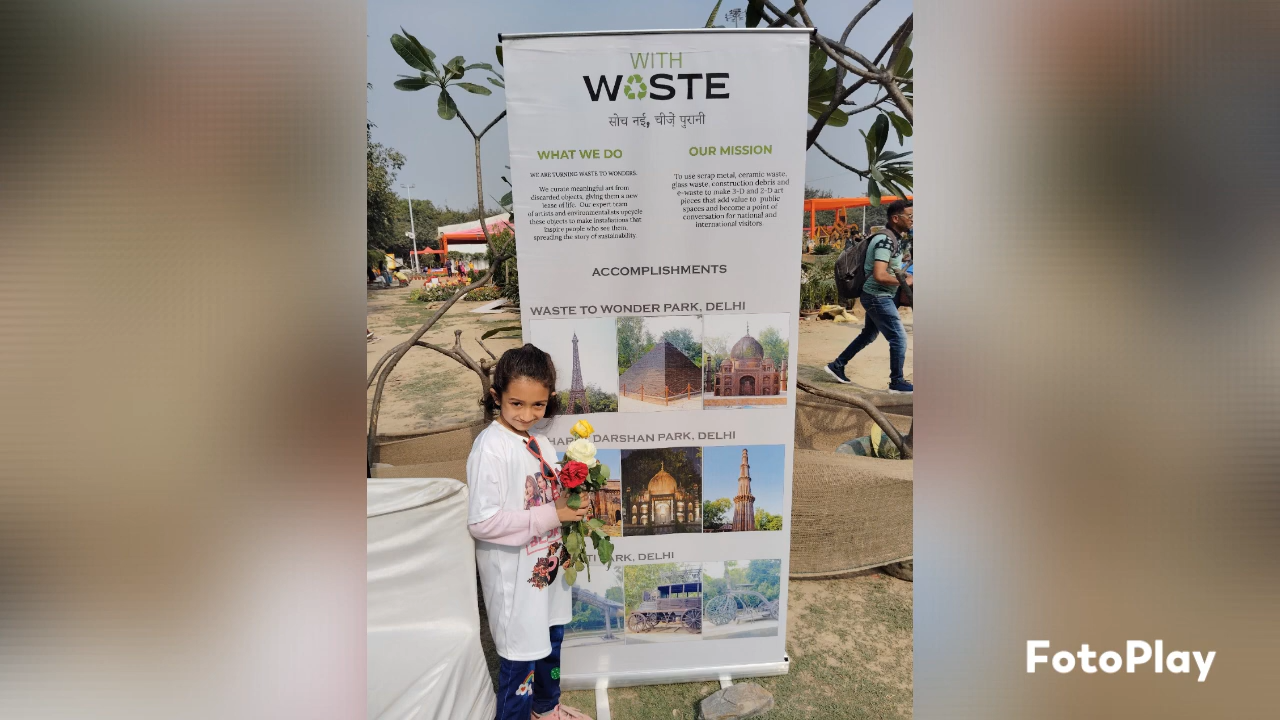 WITH
WASTE
सोच नई, चीज़े पुरानी
WHAT WE DO
WE ARE TURNING WASTE TO WONDERS.
We curate meaningful art from
discarded objects, giving them a new
lease of life. Our expert team
of artists and environmentalists upcycle
these objects to make installations that
inspire people who see them,
spreading the story of sustainability
OUR MISSION
To use scrap metal, ceramic waste,
glass waste, construction debris and
e-waste to make 3-D and 2-D art
pieces that add value to public
spaces and become a point of
conversation for national and
international visitors.
ACCOMPLISHMENTS
WASTE TO WONDER PARK, DELHI
DARSHAN PARK, DELHI
PARK, DELHI
FotoPlay